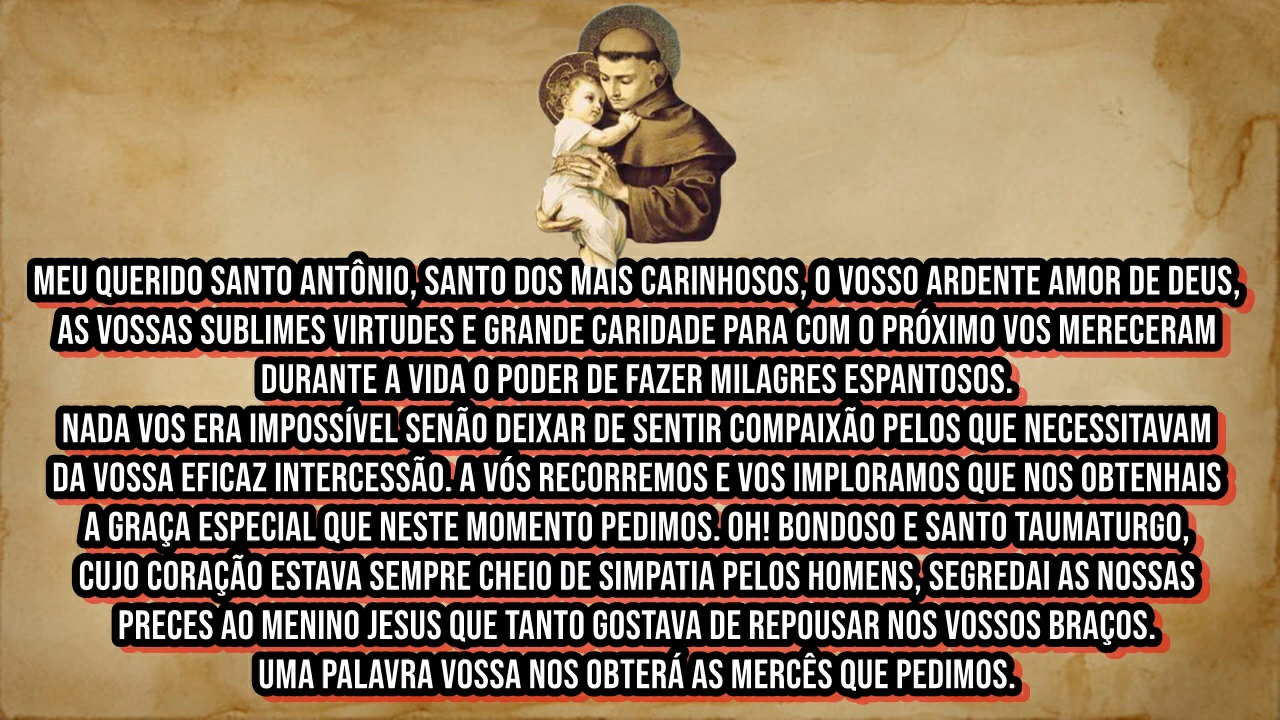 MEU QUERIDO SANTO ANTÔNIO, SANTO DOS MAIS CARINHOSOS, O VOSSO ARDENTE AMOR DE DEUS,
AS VOSSAS SUBLIMES VIRTUDES E GRANDE CARIDADE PARA COM O PRÓXIMO VOS MERECERAM
DURANTE A VIDA O PODER DE FAZER MILAGRES ESPANTOSOS.
NADA VOS ERA IMPOSSÍVEL SENÃO DEIXAR DE SENTIR COMPAIXÃO PELOS QUE NECESSITAVAM
DA VOSSA EFICAZ INTERCESSÃO. A VÓS RECORREMOS E VOS IMPLORAMOS QUE NOS OBTENHAIS
A GRAÇA ESPECIAL QUE NESTE MOMENTO PEDIMOS. OH! BONDOSO E SANTO TAUMATURGO,
CUJO CORAÇÃO ESTAVA SEMPRE CHEIO DE SIMPATIA PELOS HOMENS, SEGREDAI AS NOSSAS
PRECES AO MENINO JESUS QUE TANTO GOSTAVA DE REPOUSAR NOS VOSSOS BRAÇOS.
UMA PALAVRA VOSSA NOS OBTERÁ AS MERCÊS QUE PEDIMOS.